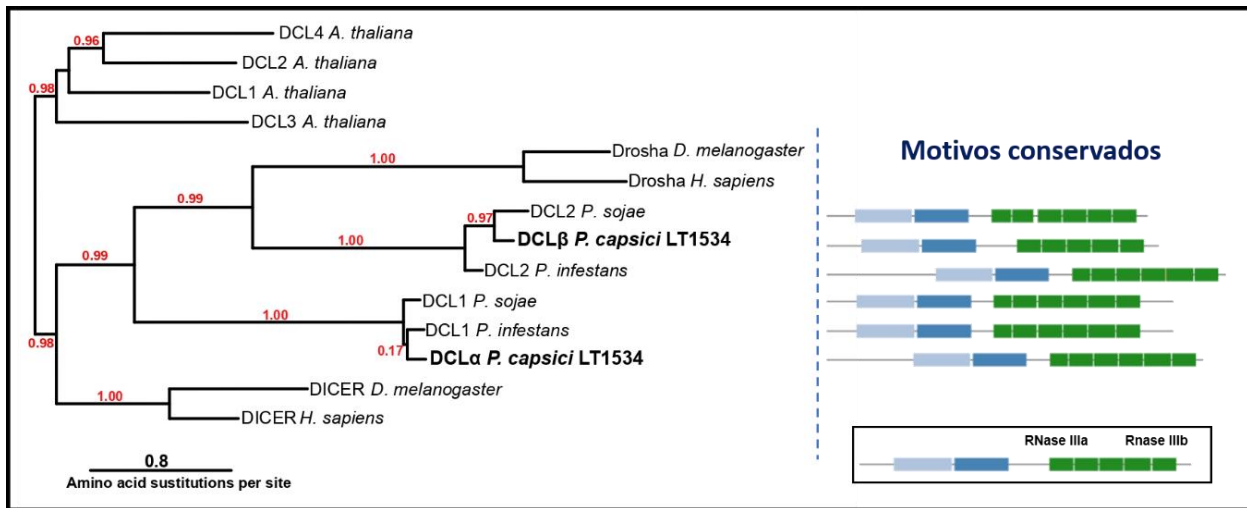 DCL4 A. thaliana
0.96
DCL2 A. thaliana
DCL1 A. thaliana
0.98
DCL3 A. thaliana
Drosha D. melanogaster
1.00
Drosha H. sapiens
0.99
DCL2 P. sojae
0.97
DCLβ P. capsici LT1534
1.00
DCL2 P. infestans
0.99
DCL1 P. sojae
1.00
DCL1 P. infestans
0.17
DCLα P. capsici LT1534
0.98
DICER D. melanogaster
1.00
DICER H. sapiens
0.8
Amino acid sustitutions per site
Motivos conservados
RNase IIIa Rnase IIIb